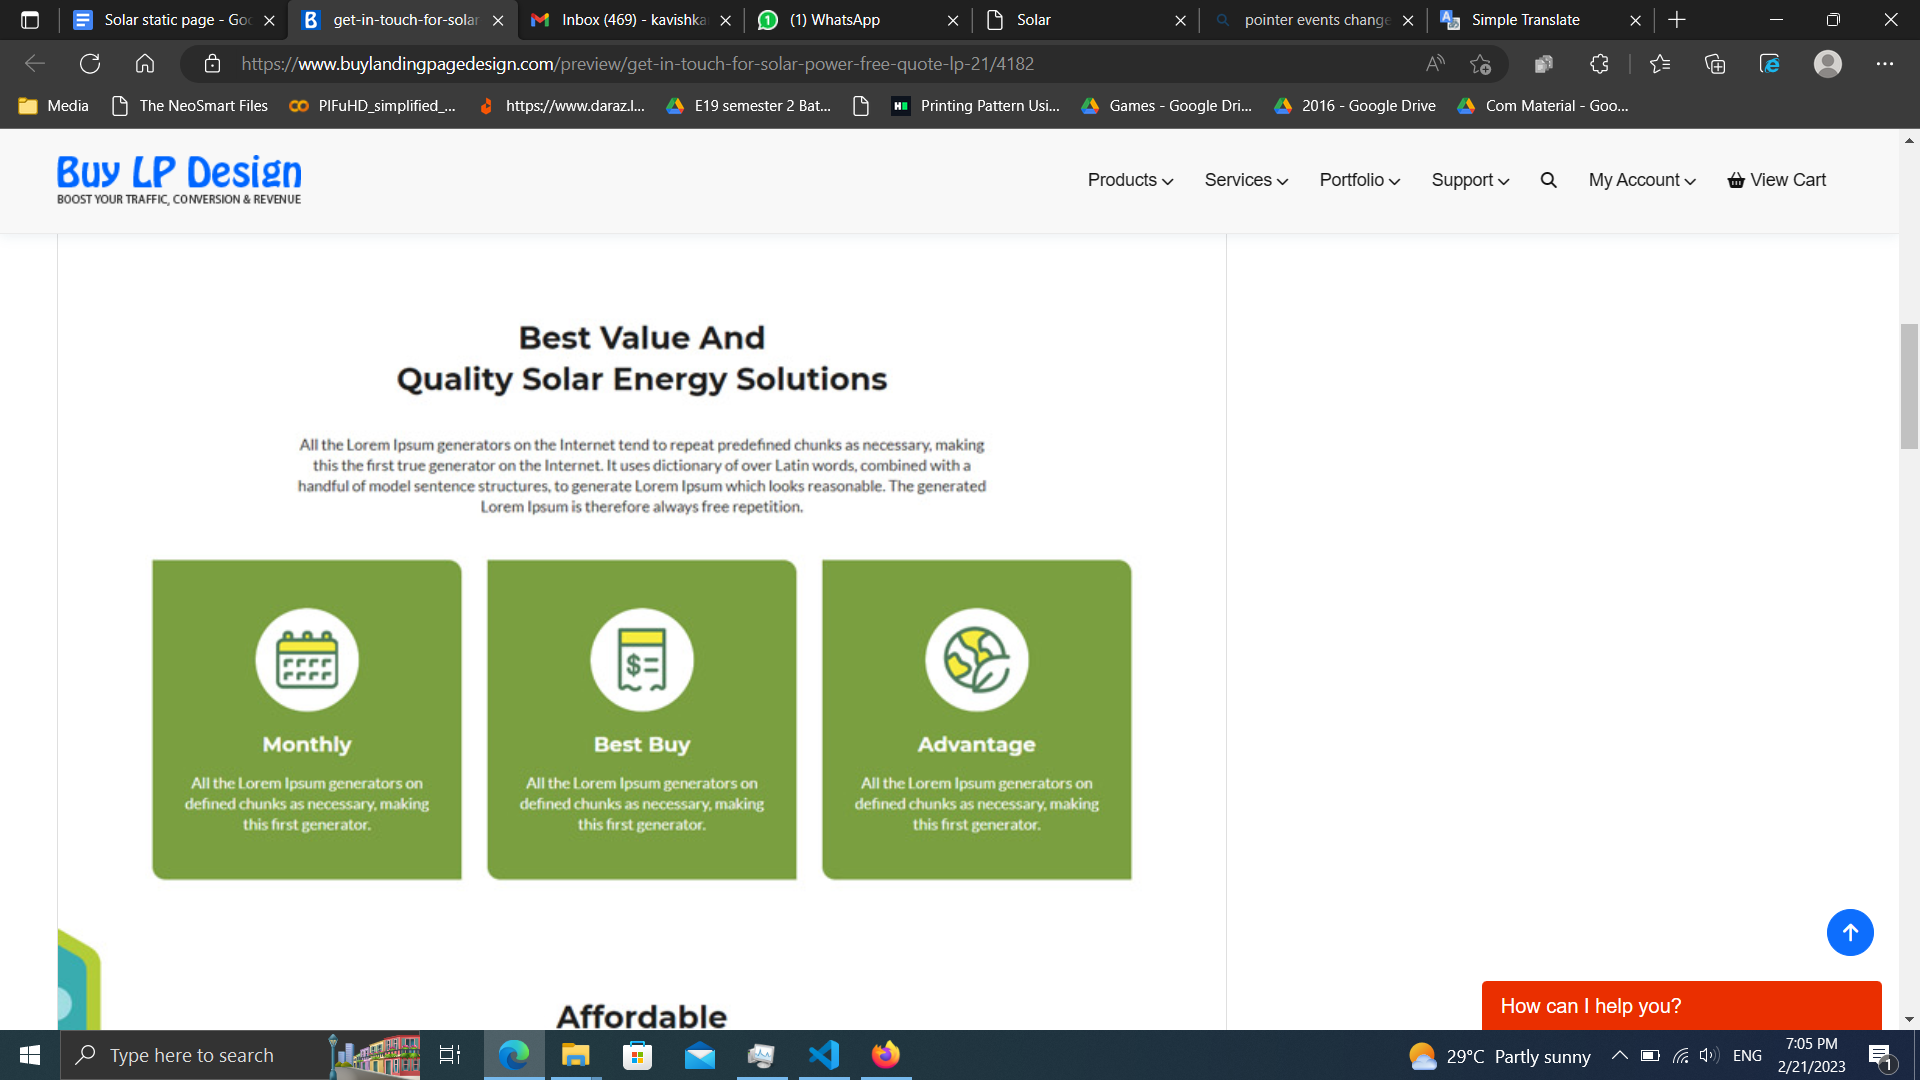 Solar static page - Goo
get-in-touch-for-solar
Inbox (469) - kavishka
(1) WhatsApp
Solar
pointer events change
Simple Translate
https://www.buylandingpagedesign.com/preview/get-in-touch-for-solar-power-free-quote-lp-21/4182
Media
The NeoSmart Files
PIFuHD_simplified_...
https://www.daraz.l...
E19 semester 2 Bat...
Printing Pattern Usi...
Games - Google Dri...
2016 - Google Drive
Com Material - Goo...
Buy LP Design
BOOST YOUR TRAFFIC, CONVERSION & REVENUE
Products
Services
Portfolio
Support
My Account
View Cart
Best Value And
Quality Solar Energy Solutions
All the Lorem Ipsum generators on the Internet tend to repeat predefined chunks as necessary, making
this the first true generator on the Internet. It uses dictionary of over Latin words, combined with a
handful of model sentence structures, to generate Lorem Ipsum which looks reasonable. The generated
Lorem Ipsum is therefore always free repetition.
Monthly
All the Lorem Ipsum generators on
defined chunks as necessary, making
this first generator.
Best Buy
All the Lorem Ipsum generators on
defined chunks as necessary, making
this first generator.
Advantage
All the Lorem Ipsum generators on
defined chunks as necessary, making
this first generator.
Affordable
How can I help you?
Type here to search
29°C Partly sunny
ENG
7:05 PM
2/21/2023
1